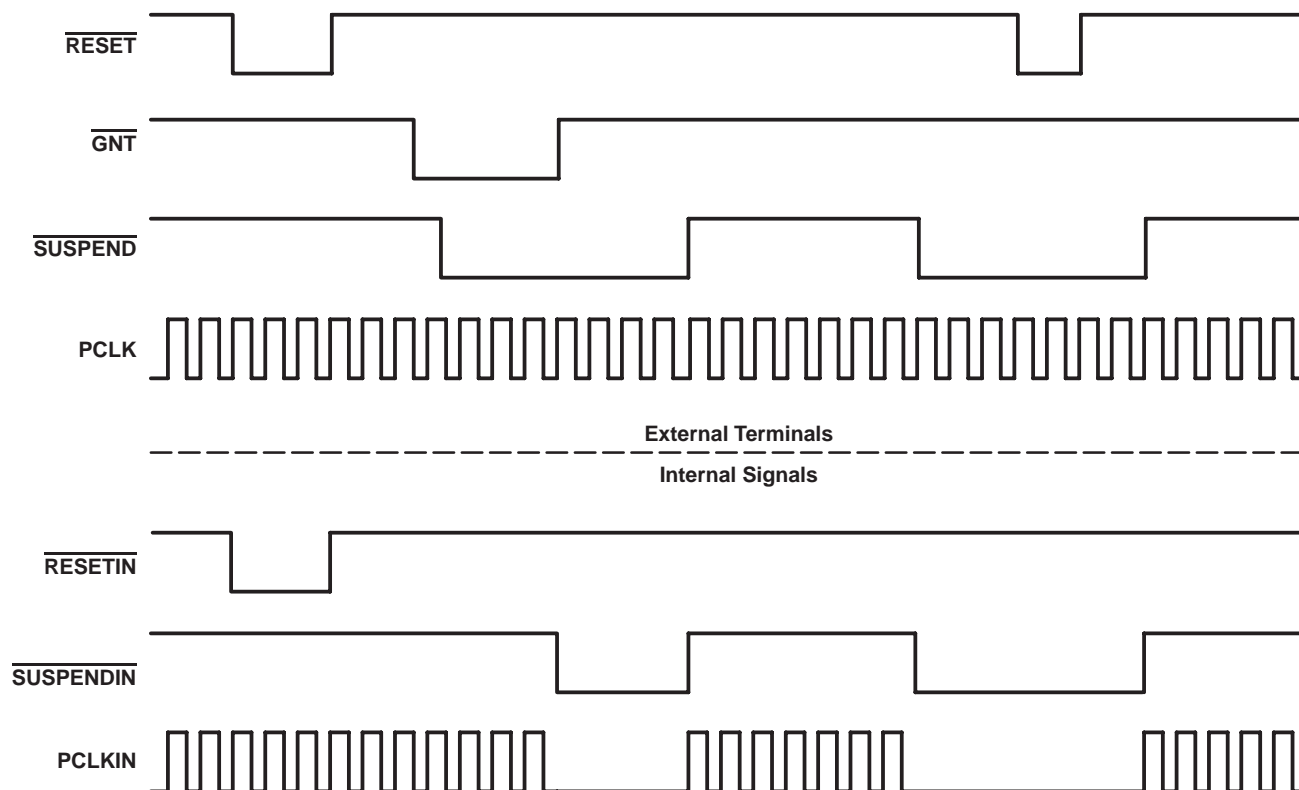 RESET
GNT
SUSPEND
PCLK
External Terminals
Internal Signals
RESETIN
SUSPENDIN
PCLKIN